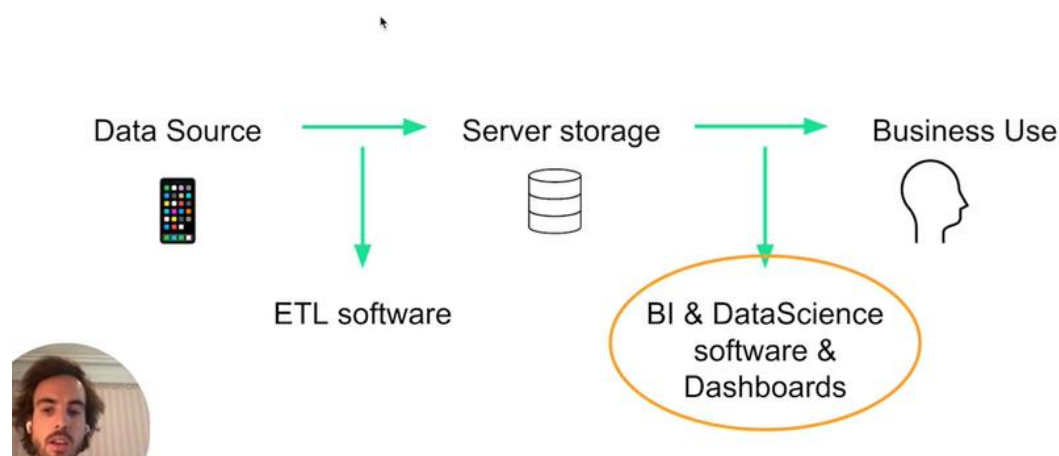 Data Source
Server storage
Business Use
ETL software
BI & DataScience
software &
Dashboards